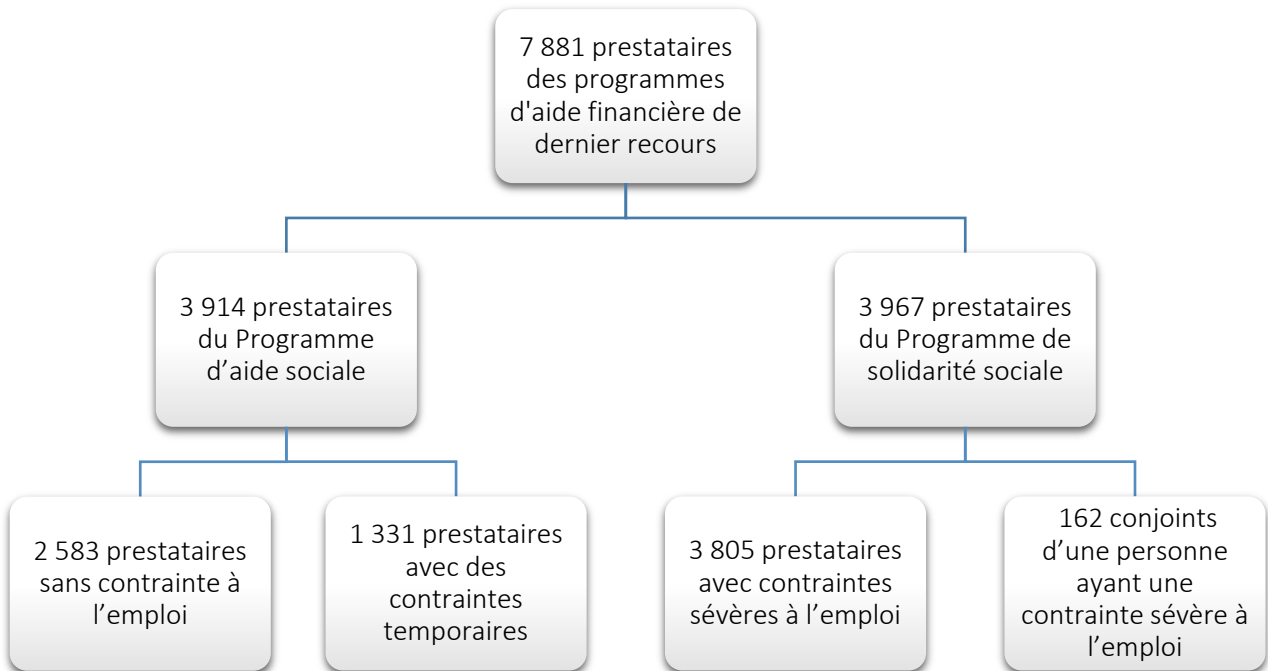 7 881 prestataires
des programmes
d'aide financière de
dernier recours
3 914 prestataires
du Programme
d’aide sociale
3 967 prestataires
du Programme de
solidarité sociale
2 583 prestataires
sans contrainte à
l’emploi
1 331 prestataires
avec des
contraintes
temporaires
3 805 prestataires
avec contraintes
sévères à l’emploi
162 conjoints
d’une personne
ayant une
contrainte sévère à
l’emploi